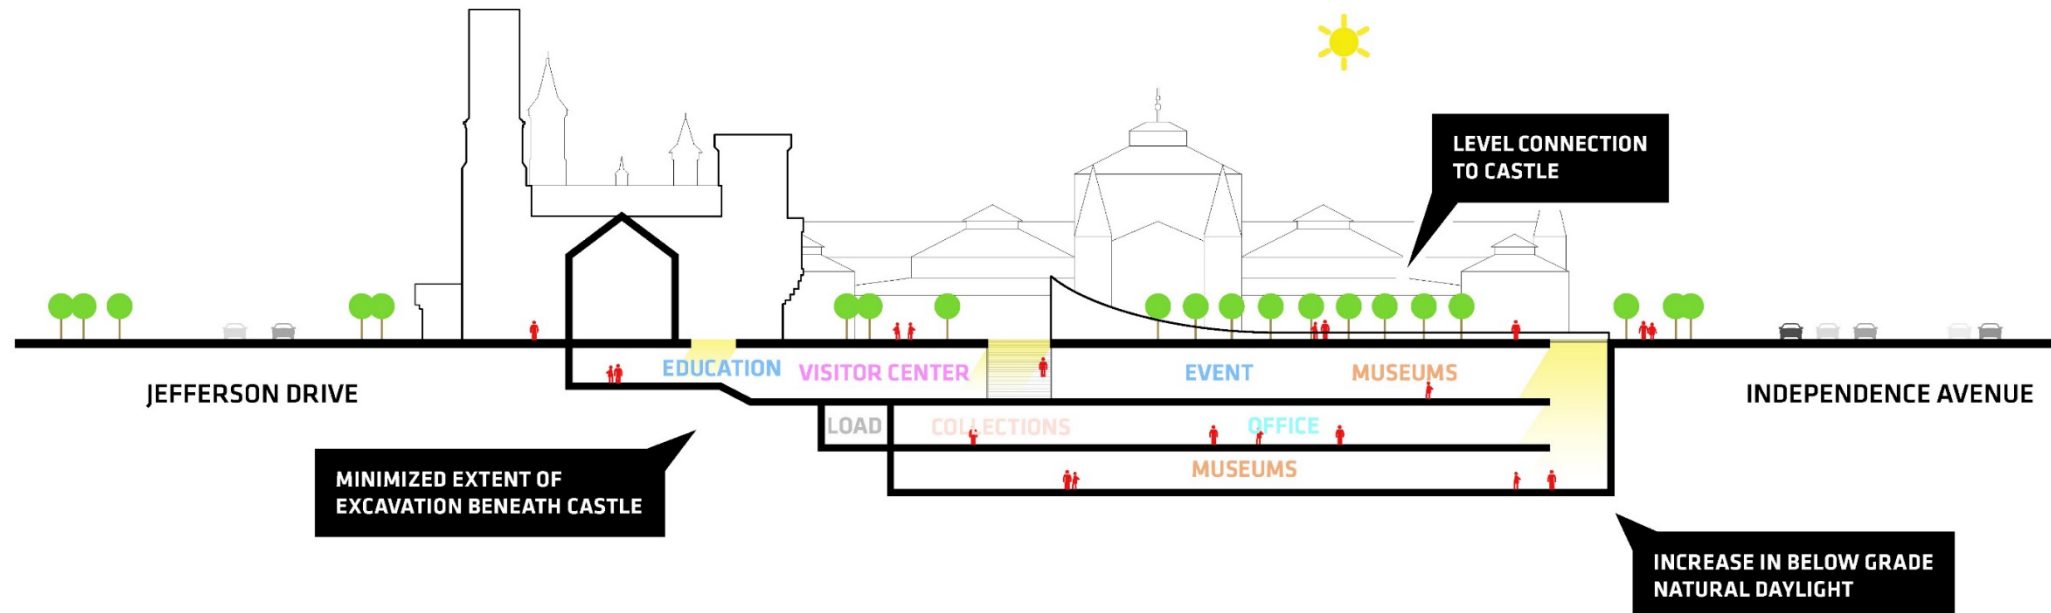 LEVEL CONNECTION
TO CASTLE
EDUCATION
VISITOR CENTER
EVENT
MUSEUMS
JEFFERSON DRIVE
INDEPENDENCE AVENUE
LOAD
COLLECTIONS
OFFICE
MUSEUMS
MINIMIZED EXTENT OF
EXCAVATION BENEATH CASTLE
INCREASE IN BELOW GRADE
NATURAL DAYLIGHT